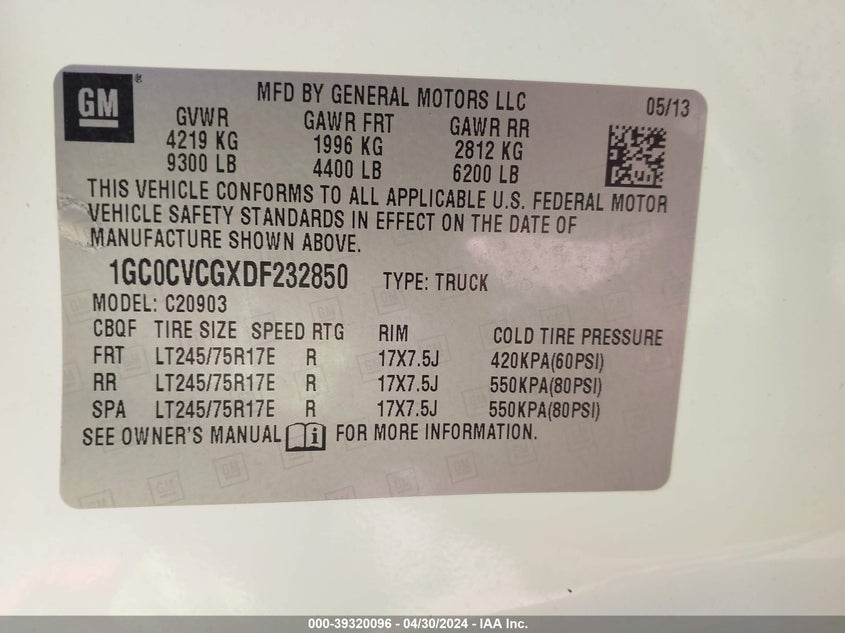 GM ®
MFD BY GENERAL MOTORS LLC
05/13
GVWR GAWR FRT GAWR RR
4219 KG 1996 KG 2812 KG
9300 LB 4400 LB 6200 LB
THIS VEHICLE CONFORMS TO ALL APPLICABLE U.S. FEDERAL MOTOR
VEHICLE SAFETY STANDARDS IN EFFECT ON THE DATE OF
MANUFACTURE SHOWN ABOVE.
1GC0CVCGXDF232850 TYPE: TRUCK
MODEL: C20903
CBQF TIRE SIZE SPEED RTG RIM COLD TIRE PRESSURE
FRT LT245/75R17E R 17X7.5J 420KPA(60PSI)
RR LT245/75R17E R 17X7.5J 550KPA(80PSI)
SPA LT245/75R17E R 17X7.5J 550KPA(80PSI)
SEE OWNER'S MANUAL i FOR MORE INFORMATION.
000-39320096 - 04/30/2024 - IAA Inc.